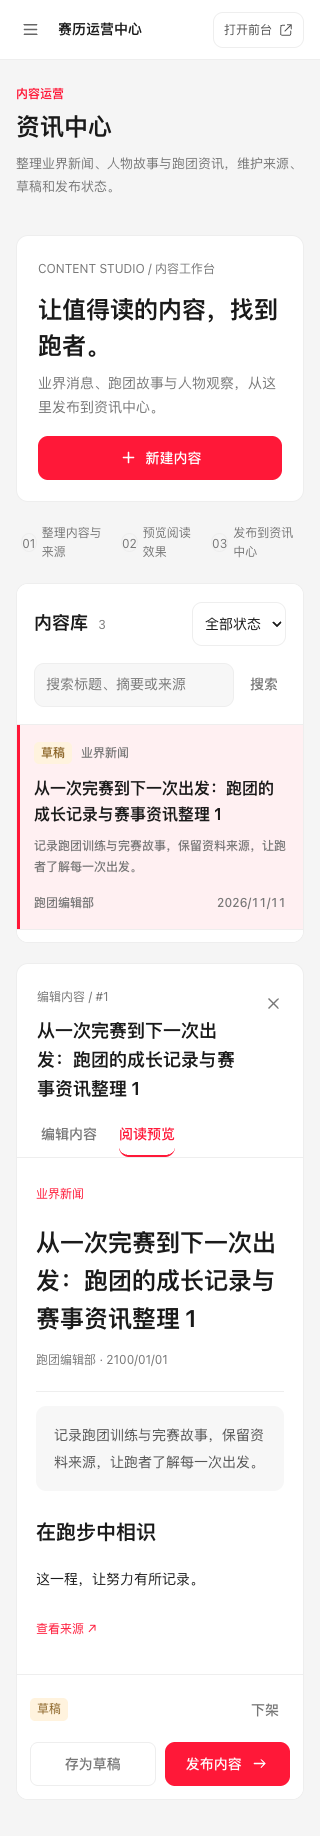 赛历运营中心
打开前台
内容运营
资讯中心
整理业界新闻、人物故事与跑团资讯，维护来源、
草稿和发布状态。
CONTENT STUDIO / 内容工作台
让值得读的内容，找到
跑者。
业界消息、跑团故事与人物观察，从这
里发布到资讯中心。
+ 新建内容
01 整理内容与
来源
02 预览阅读
效果
03 发布到资讯
中心
内容库 3
全部状态
搜索标题、摘要或来源
搜索
草稿 业界新闻
从一次完赛到下一次出发：跑团的
成长记录与赛事资讯整理 1
记录跑团训练与完赛故事，保留资料来源，让跑
者了解每一次出发。
跑团编辑部
2026/11/11
编辑内容 / #1
从一次完赛到下一次出
发：跑团的成长记录与赛
事资讯整理 1
编辑内容 阅读预览
业界新闻
从一次完赛到下一次出
发：跑团的成长记录与
赛事资讯整理 1
跑团编辑部 · 2100/01/01
记录跑团训练与完赛故事，保留资
料来源，让跑者了解每一次出发。
在跑步中相识
这一程，让努力有所记录。
查看来源 ↗
草稿
下架
存为草稿
发布内容 →